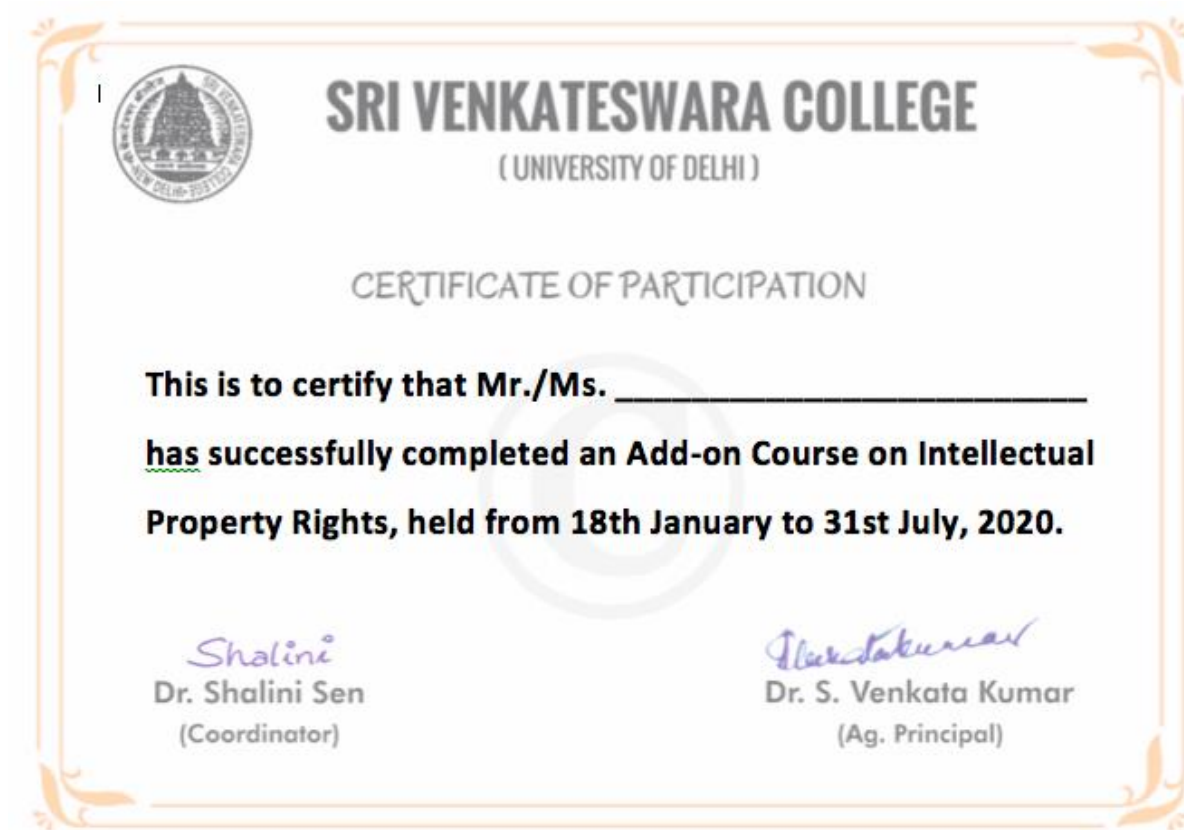 SRI VENKATESWARA COLLEGE
( UNIVERSITY OF DELHI )
CERTIFICATE OF PARTICIPATION
This is to certify that Mr./Ms. _________________________
has successfully completed an Add-on Course on Intellectual
Property Rights, held from 18th January to 31st July, 2020.
Shalini
Dr. Shalini Sen
(Coordinator)
Dr. S. Venkata Kumar
(Ag. Principal)